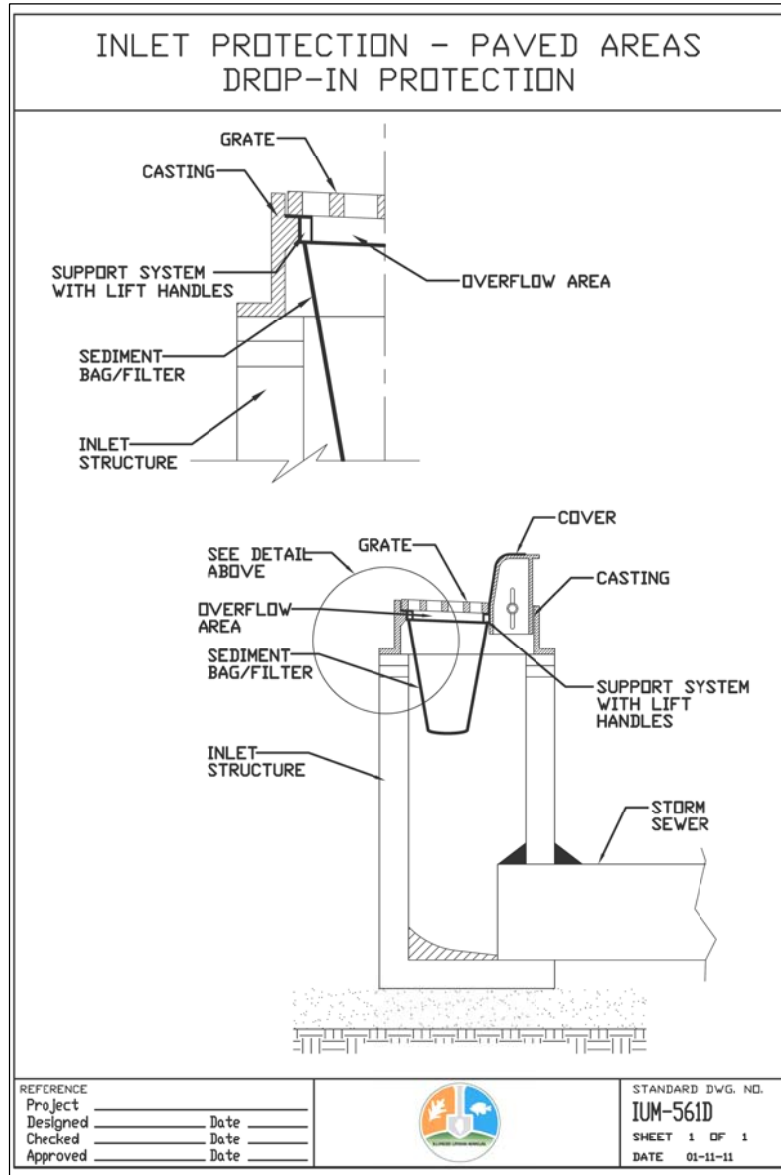 INLET PROTECTION - PAVED AREAS
DROP-IN PROTECTION
GRATE
CASTING
SUPPORT SYSTEM
WITH LIFT HANDLES
OVERFLOW AREA
SEDIMENT
BAG/FILTER
INLET
STRUCTURE
COVER
SEE DETAIL
ABOVE
GRATE
CASTING
OVERFLOW
AREA
SEDIMENT
BAG/FILTER
SUPPORT SYSTEM
WITH LIFT
HANDLES
INLET
STRUCTURE
STORM
SEWER
REFERENCE
Project
Designed Date
Checked Date
Approved Date
ILLINOIS URBAN MANUAL
STANDARD DWG. NO.
IUM-561D
SHEET 1 OF 1
DATE 01-11-11